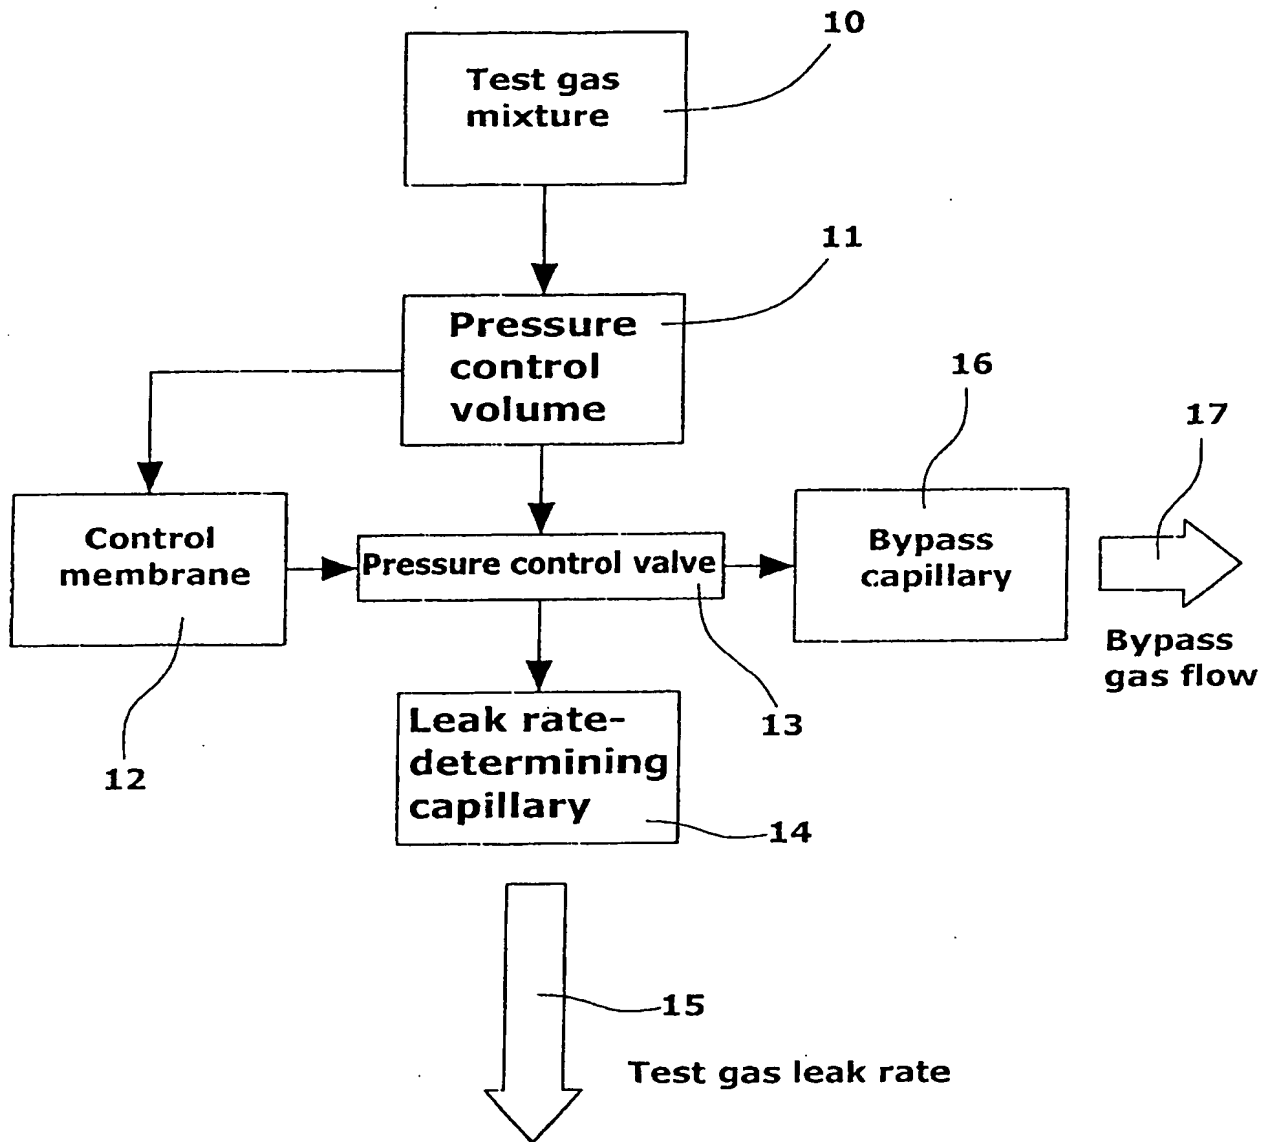 10
Test gas
mixture
11
Pressure
control
volume
16
17
Control
membrane
Pressure control valve
Bypass
capillary
Bypass
gas flow
13
12
Leak rate-
determining
capillary
14
15
Test gas leak rate